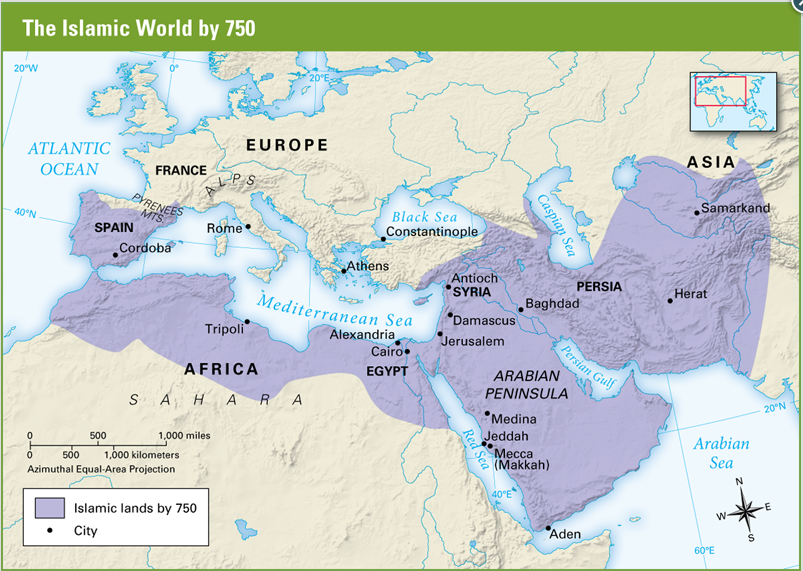 The Islamic World by 750
20°W
0°
20°E
ATLANTIC
OCEAN
EUROPE
FRANCE
ALPS
ASIA
PYRENEES
MTS.
40°N
SPAIN
Cordoba
Rome
Black Sea
Constantinople
Caspian Sea
Samarkand
Athens
Antioch
SYRIA
PERSIA
Herat
Baghdad
Mediterranean Sea
Tripoli
Alexandria
Damascus
Jerusalem
Cairo
EGYPT
AFRICA
SAHARA
Persian Gulf
ARABIAN
PENINSULA
Medina
Jeddah
Mecca
(Makkah)
Red Sea
20°N
Arabian
Sea
40°E
Aden
60°E
N
W
E
S
0 500 1,000 miles
0 500 1,000 kilometers
Azimuthal Equal-Area Projection
Islamic lands by 750
City